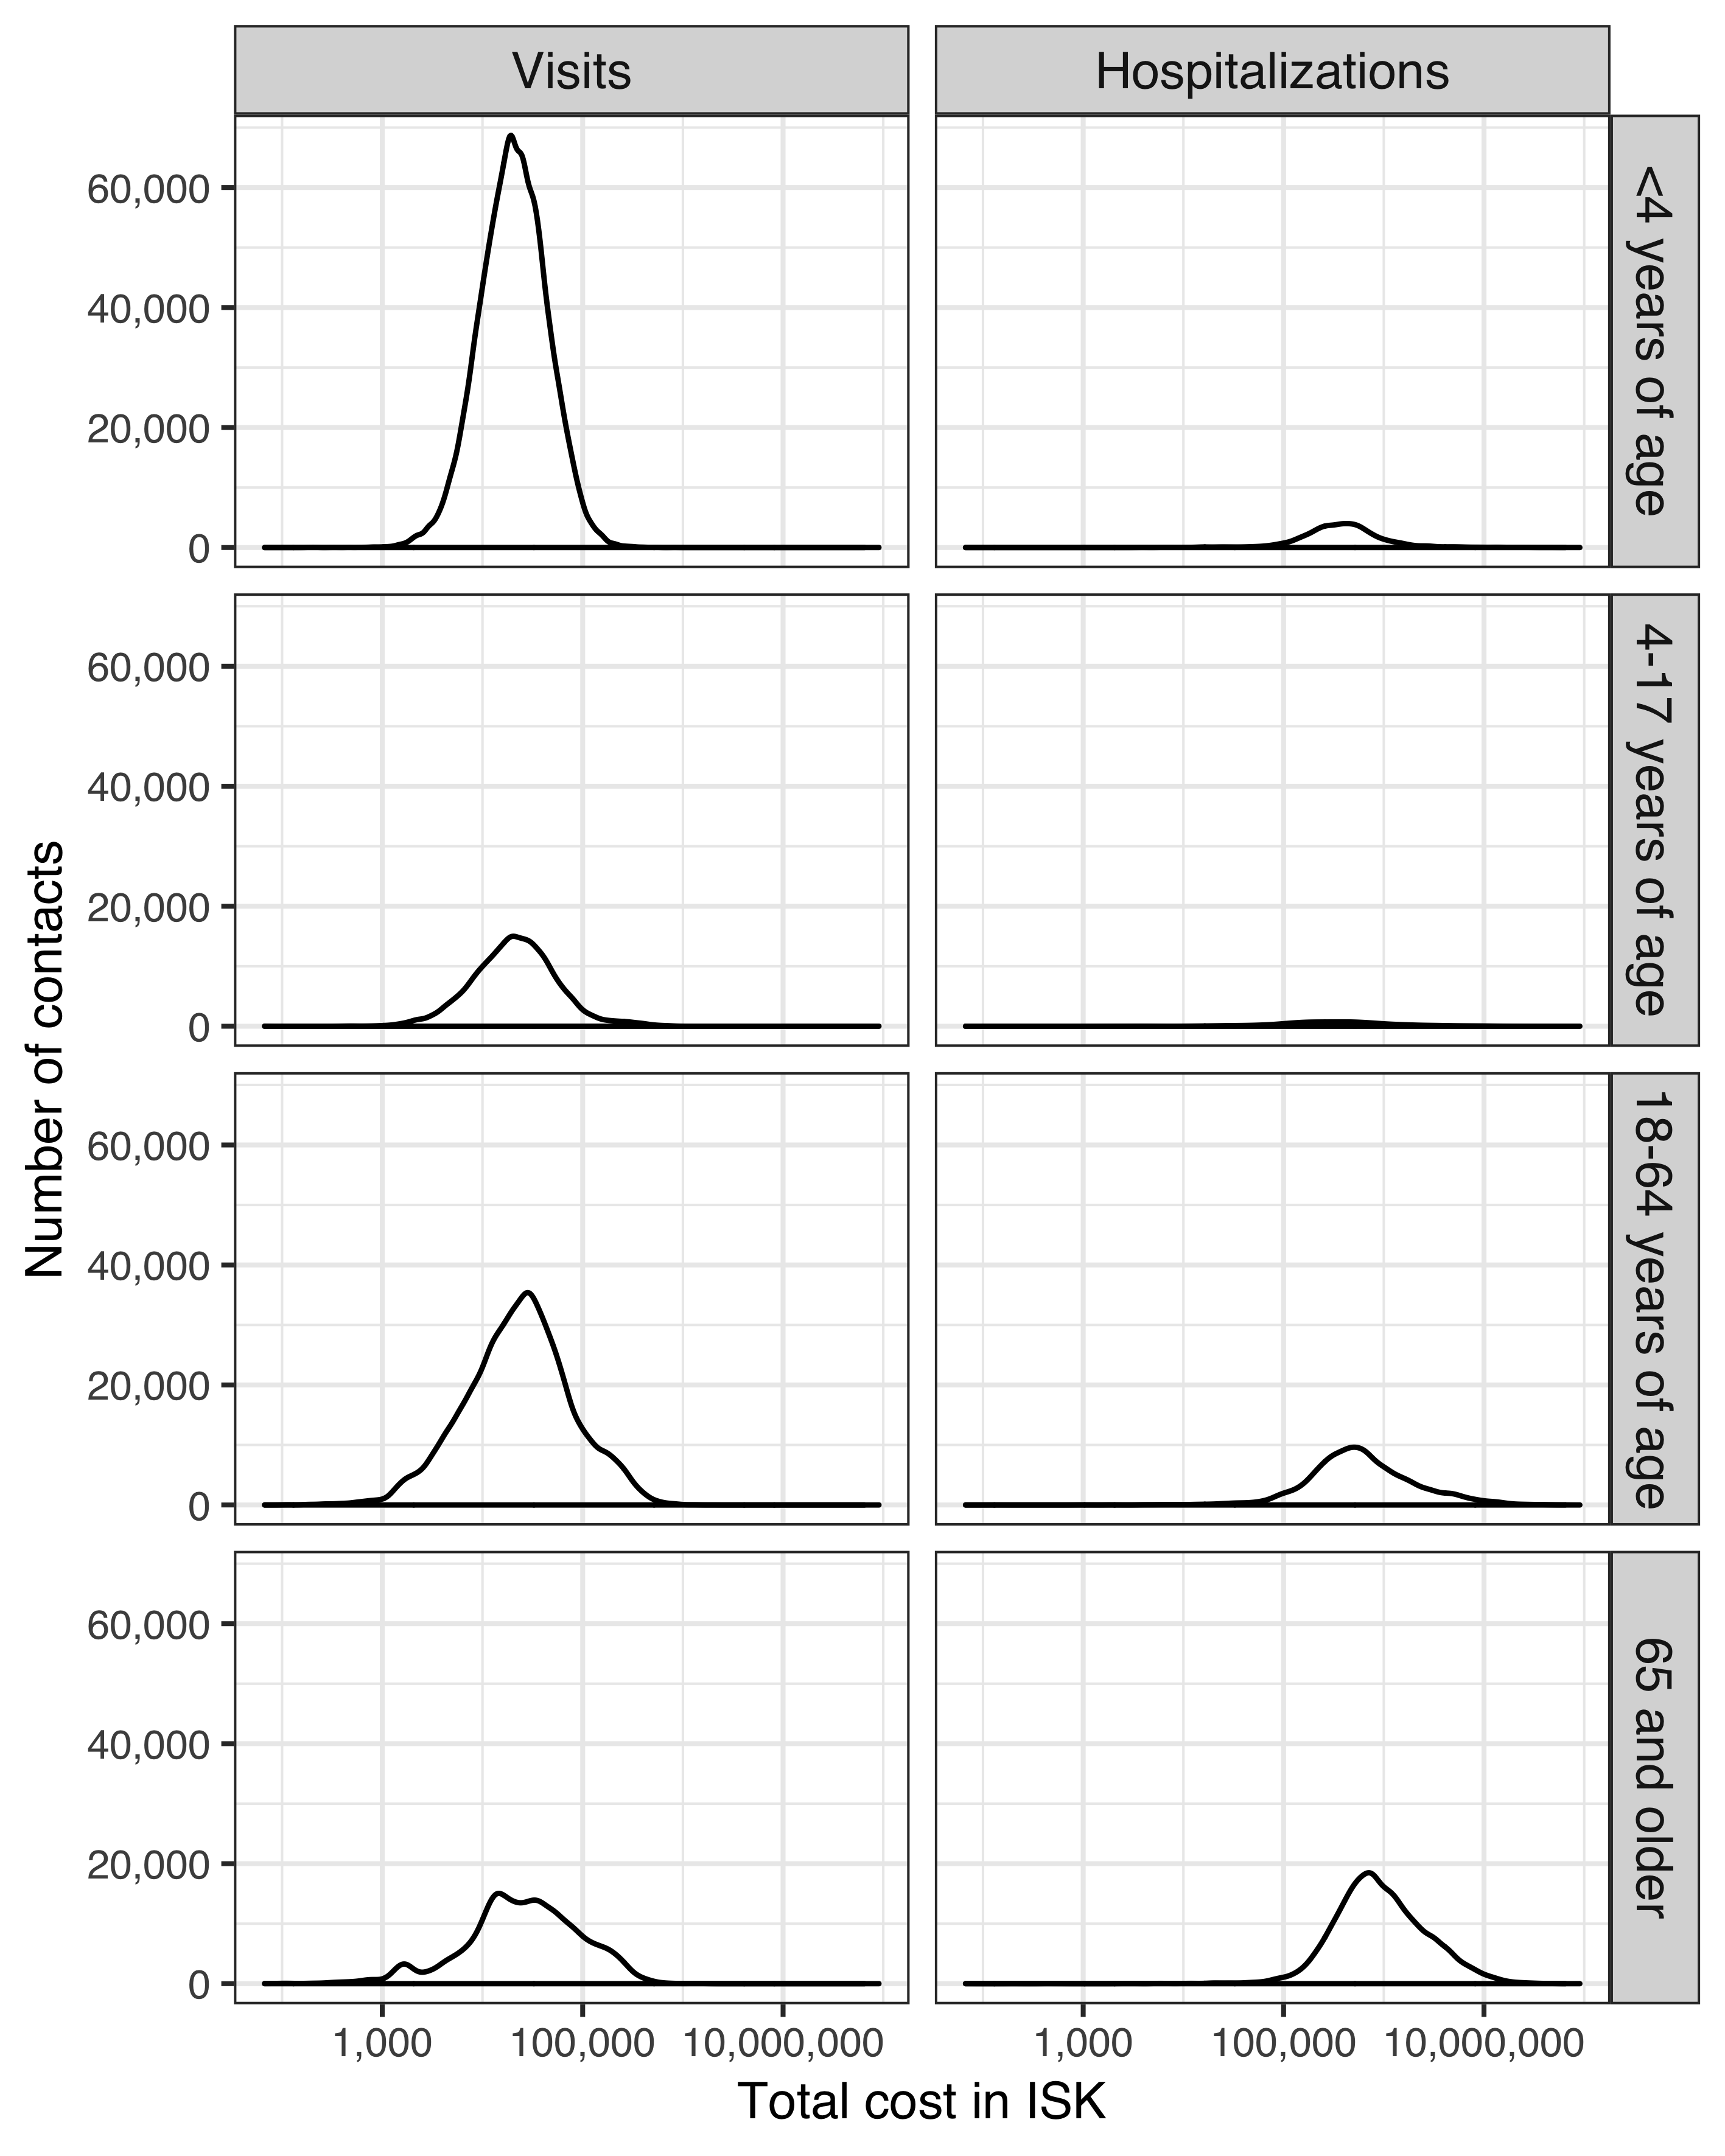 Visits
Hospitalizations
60,000
40,000
20,000
0
<4 years of age
60,000
40,000
20,000
0
4-17 years of age
60,000
40,000
20,000
0
18-64 years of age
60,000
40,000
20,000
0
65 and older
Number of contacts
1,000
100,000
10,000,000
1,000
100,000
10,000,000
Total cost in ISK